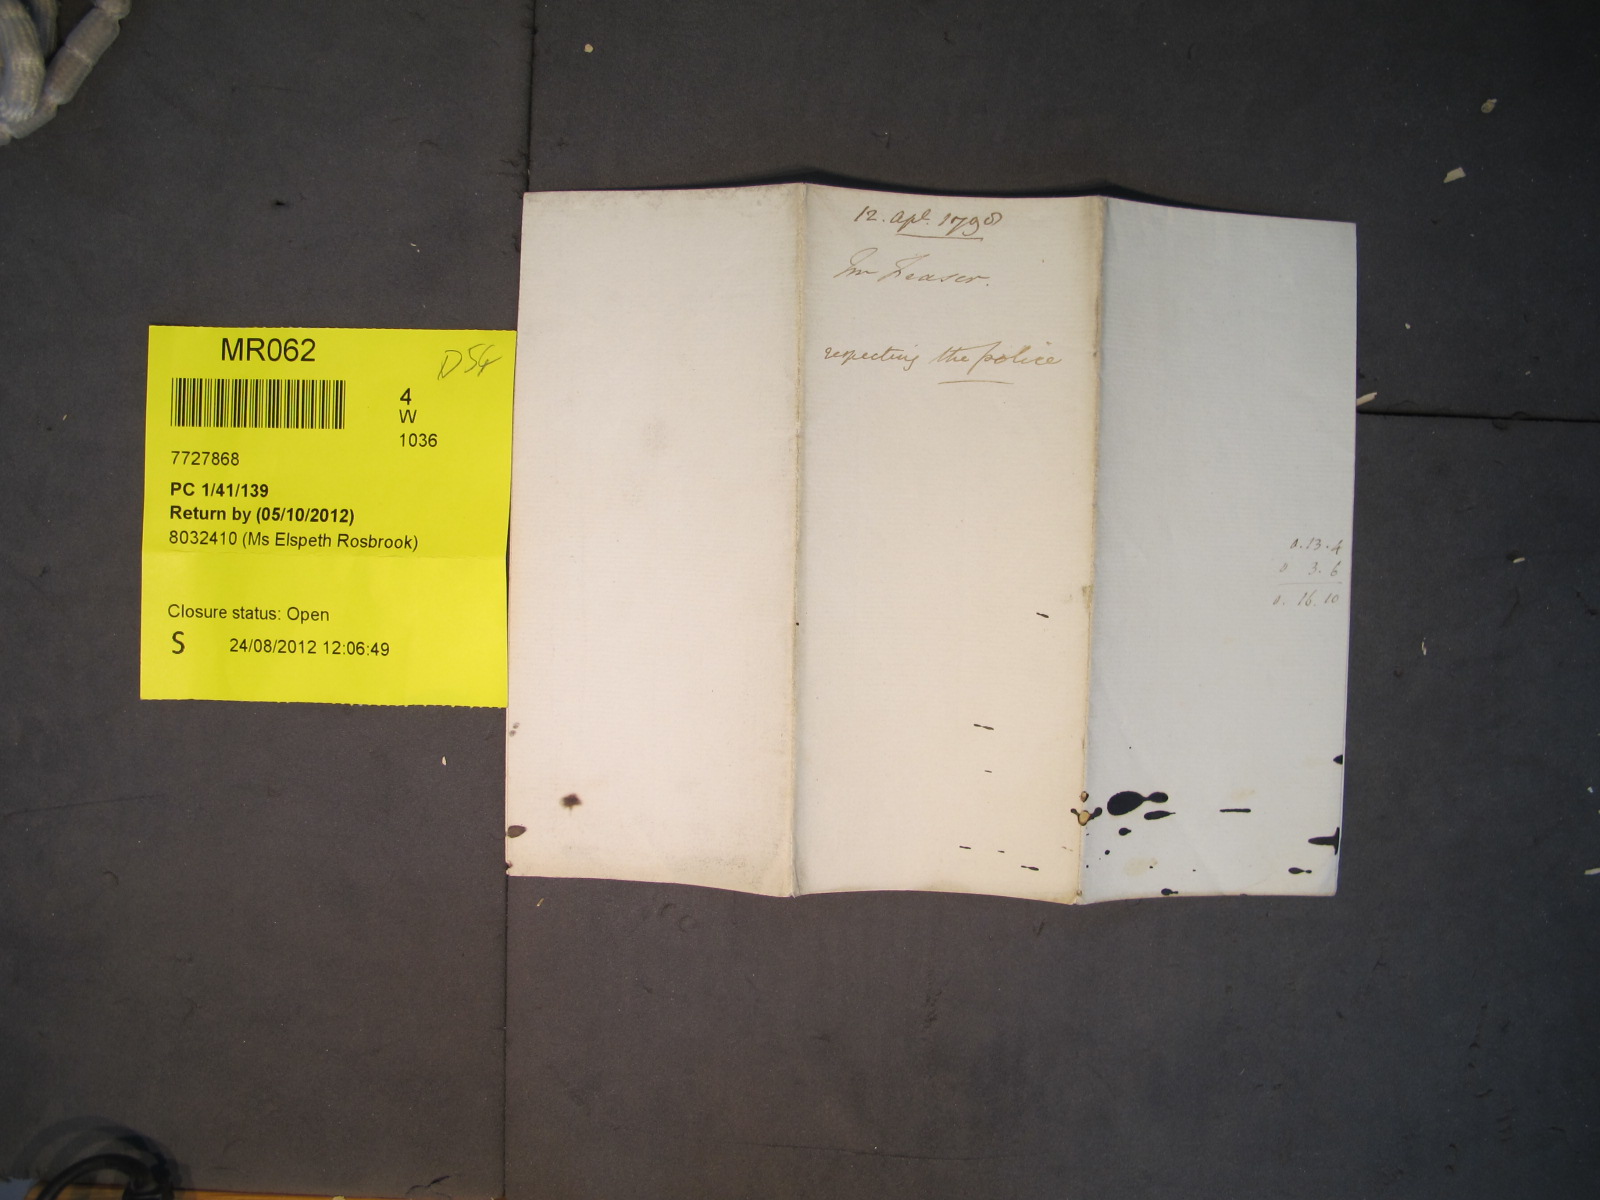 MR062
D54
4
W
1036
7727868
PC 1/41/139
Return by (05/10/2012)
8032410 (Ms Elspeth Rosbrook)
Closure status: Open
S 24/08/2012 12:06:49
12. Apl. 1798
Mr Fraser.
respecting the police
0. 13. 4
0 3. 6
0. 16. 10